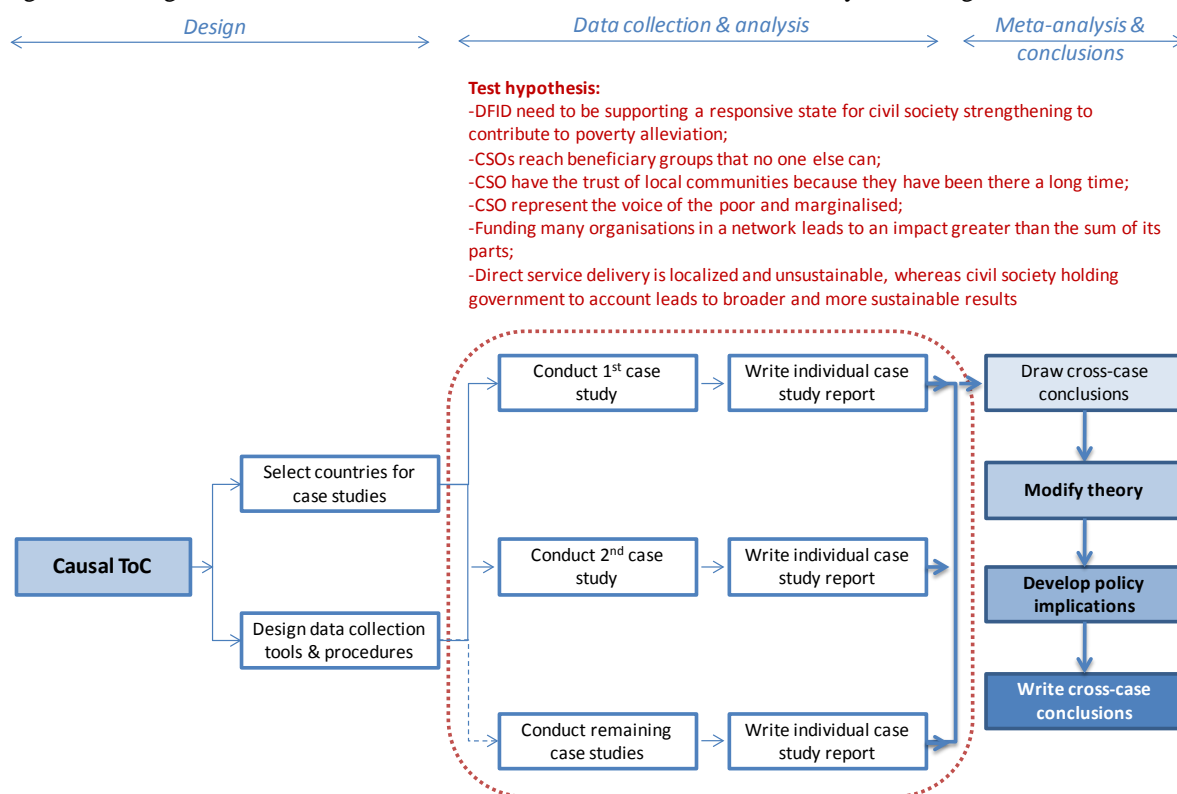 Design
Data collection & analysis
Meta-analysis &
conclusions
Test hypothesis:
-DFID need to be supporting a responsive state for civil society strengthening to
contribute to poverty alleviation;
-CSOs reach beneficiary groups that no one else can;
-CSO have the trust of local communities because they have been there a long time;
-CSO represent the voice of the poor and marginalised;
-Funding many organisations in a network leads to an impact greater than the sum of its
parts;
-Direct service delivery is localized and unsustainable, whereas civil society holding
government to account leads to broader and more sustainable results
Causal ToC
Select countries for
case studies
Design data collection
tools & procedures
Conduct 1st case
study
Write individual case
study report
Conduct 2nd case
study
Write individual case
study report
Conduct remaining
case studies
Write individual case
study report
Draw cross-case
conclusions
Modify theory
Develop policy
implications
Write cross-case
conclusions